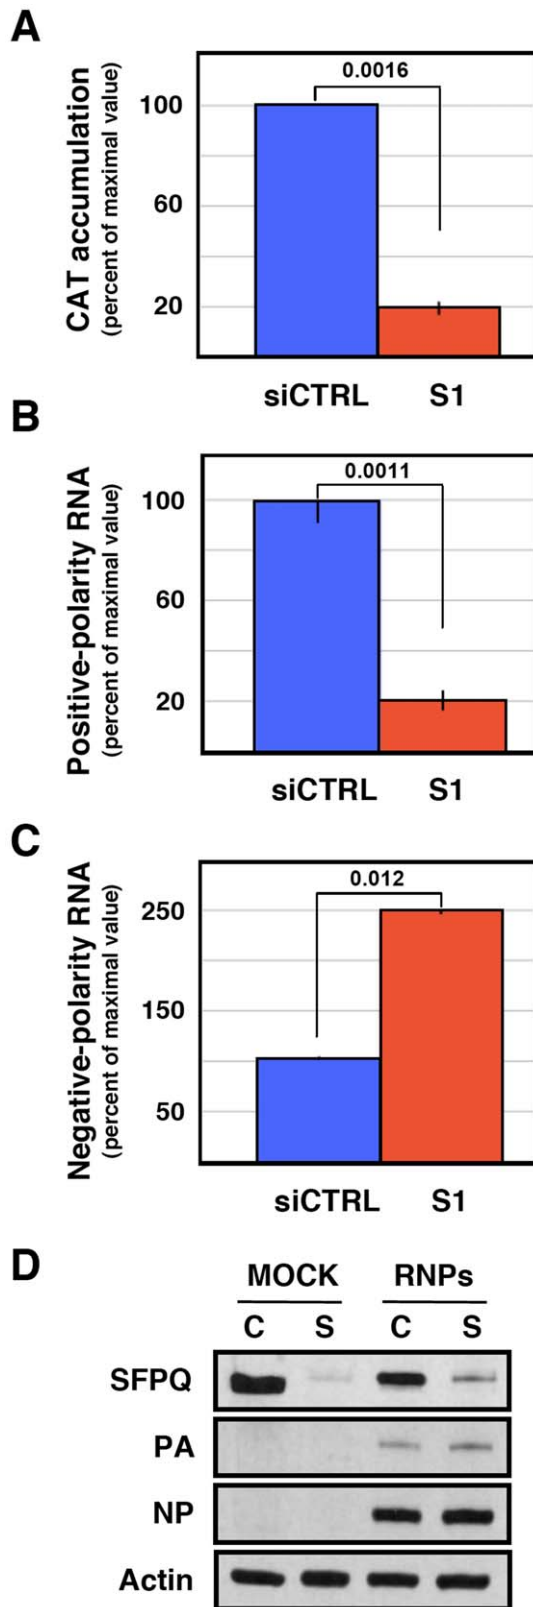 A
CAT accumulation
(percent of maximal value)
0.0016
100
60
20
siCTRL S1
B
Positive-polarity RNA
(percent of maximal value)
0.0011
100
60
20
siCTRL S1
C
Negative-polarity RNA
(percent of maximal value)
0.012
250
150
50
siCTRL S1
D
MOCK RNPs
C S C S
SFPQ
PA
NP
Actin